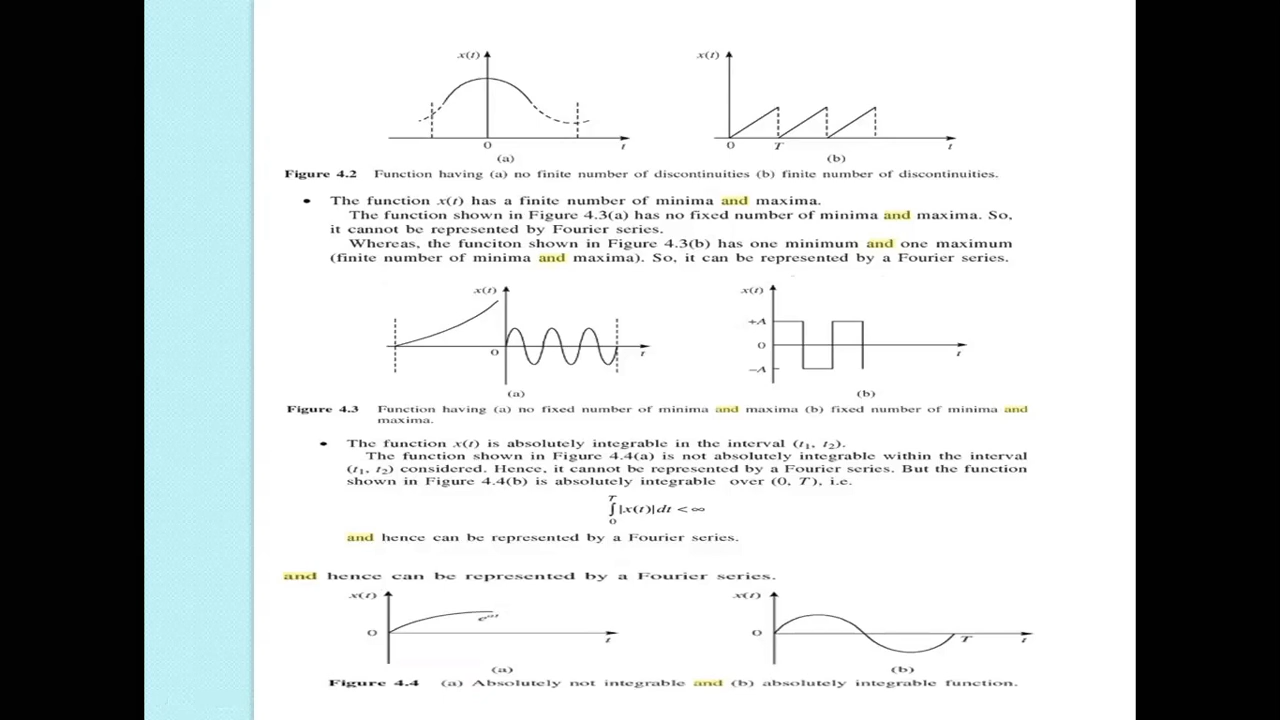 x(t)
x(t)
0
t
0
T
t
(a)
(b)
Figure 4.2 Function having (a) no finite number of discontinuities (b) finite number of discontinuities.
• The function x(t) has a finite number of minima and maxima.
The function shown in Figure 4.3(a) has no fixed number of minima and maxima. So,
it cannot be represented by Fourier series.
Whereas, the funciton shown in Figure 4.3(b) has one minimum and one maximum
(finite number of minima and maxima). So, it can be represented by a Fourier series.
x(t)
x(t)
+A
0
0
t
t
–A
(a)
(b)
Figure 4.3 Function having (a) no fixed number of minima and maxima (b) fixed number of minima and
maxima.
• The function x(t) is absolutely integrable in the interval (t₁, t₂).
The function shown in Figure 4.4(a) is not absolutely integrable within the interval
(t₁, t₂) considered. Hence, it cannot be represented by a Fourier series. But the function
shown in Figure 4.4(b) is absolutely integrable over (0, T), i.e.
T
∫|x(t)|dt < ∞
0
and hence can be represented by a Fourier series.
and hence can be represented by a Fourier series.
x(t)
x(t)
0
t
0
T
t
(a)
(b)
Figure 4.4 (a) Absolutely not integrable and (b) absolutely integrable function.